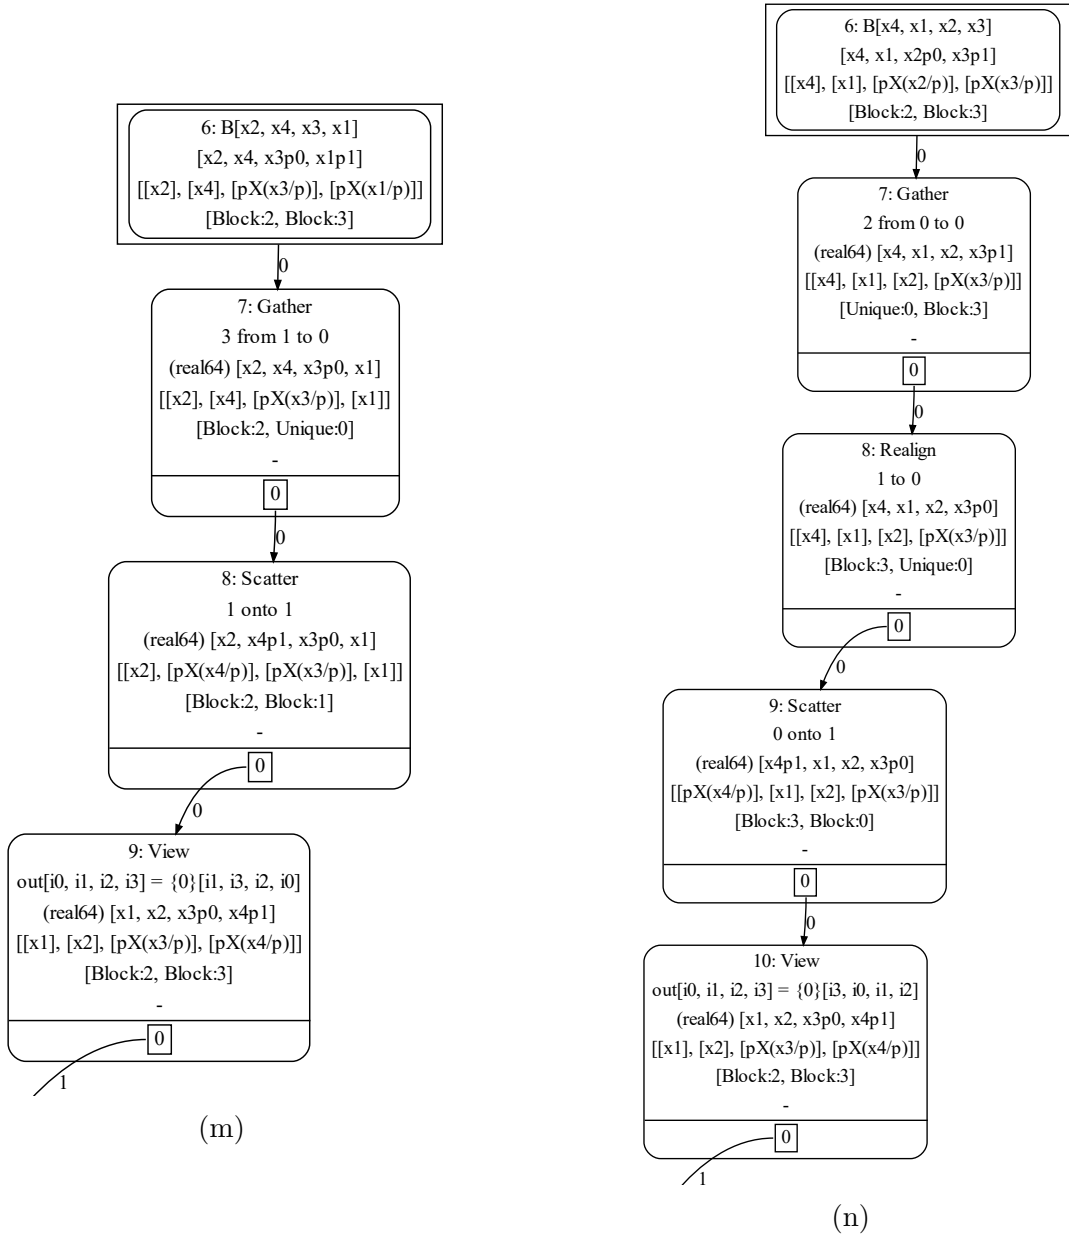 6: B[x2, x4, x3, x1]
[x2, x4, x3p0, x1p1]
[[x2], [x4], [pX(x3/p)], [pX(x1/p)]]
[Block:2, Block:3]
0
7: Gather
3 from 1 to 0
(real64) [x2, x4, x3p0, x1]
[[x2], [x4], [pX(x3/p)], [x1]]
[Block:2, Unique:0]
-
0
0
8: Scatter
1 onto 1
(real64) [x2, x4p1, x3p0, x1]
[[x2], [pX(x4/p)], [pX(x3/p)], [x1]]
[Block:2, Block:1]
-
0
0
9: View
out[i0, i1, i2, i3] = {0}[i1, i3, i2, i0]
(real64) [x1, x2, x3p0, x4p1]
[[x1], [x2], [pX(x3/p)], [pX(x4/p)]]
[Block:2, Block:3]
-
0
1
(m)
6: B[x4, x1, x2, x3]
[x4, x1, x2p0, x3p1]
[[x4], [x1], [pX(x2/p)], [pX(x3/p)]]
[Block:2, Block:3]
0
7: Gather
2 from 0 to 0
(real64) [x4, x1, x2, x3p1]
[[x4], [x1], [x2], [pX(x3/p)]]
[Unique:0, Block:3]
-
0
0
8: Realign
1 to 0
(real64) [x4, x1, x2, x3p0]
[[x4], [x1], [x2], [pX(x3/p)]]
[Block:3, Unique:0]
-
0
0
9: Scatter
0 onto 1
(real64) [x4p1, x1, x2, x3p0]
[[pX(x4/p)], [x1], [x2], [pX(x3/p)]]
[Block:3, Block:0]
-
0
0
10: View
out[i0, i1, i2, i3] = {0}[i3, i0, i1, i2]
(real64) [x1, x2, x3p0, x4p1]
[[x1], [x2], [pX(x3/p)], [pX(x4/p)]]
[Block:2, Block:3]
-
0
1
(n)